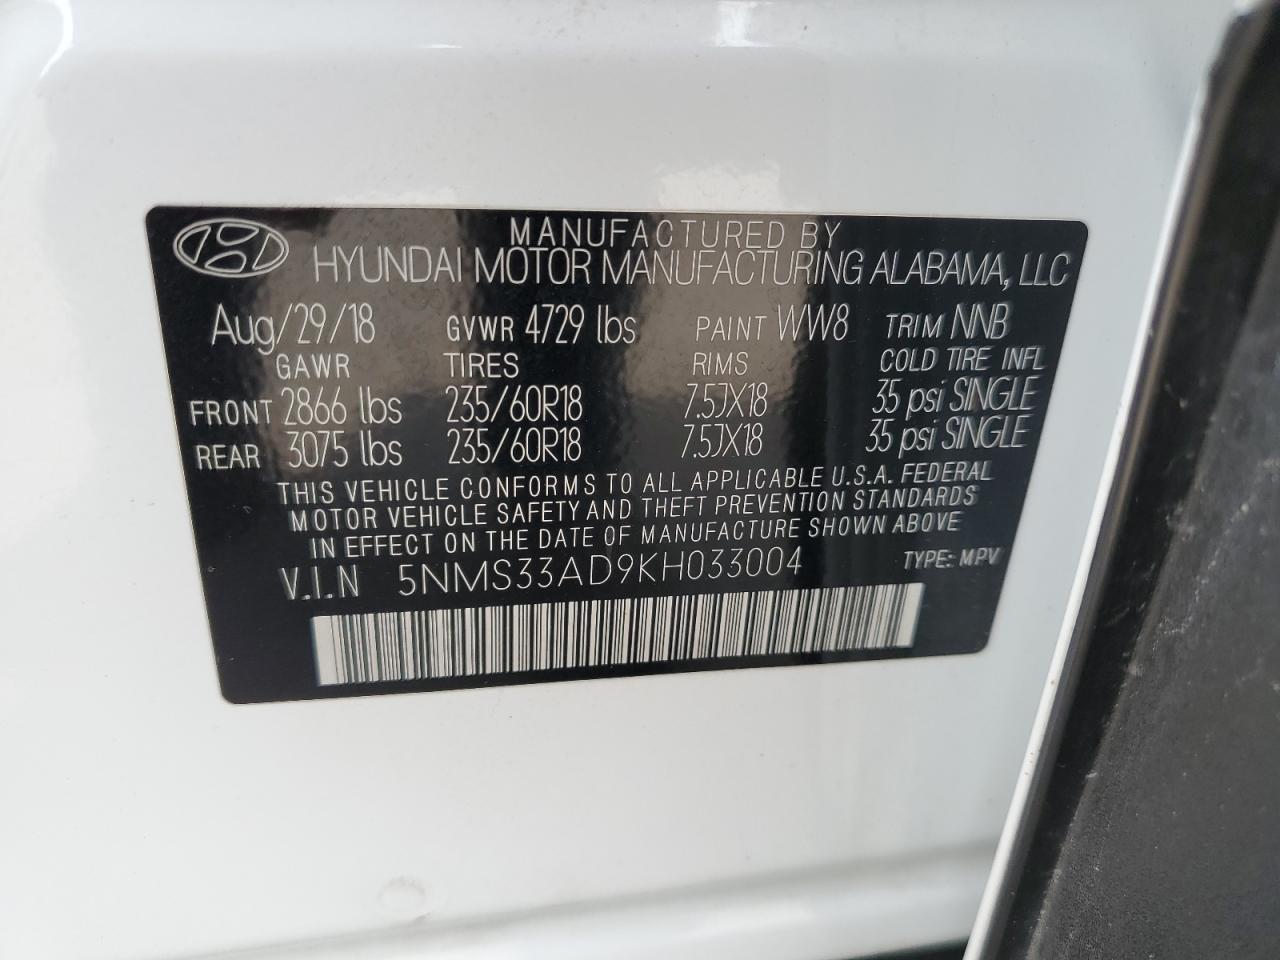 MANUFACTURED BY
HYUNDAI MOTOR MANUFACTURING ALABAMA, LLC
Aug/29/18 GVWR 4729 lbs PAINT WW8 TRIM NNB
GAWR TIRES RIMS COLD TIRE INFL
FRONT 2866 lbs 235/60R18 7.5JX18 35 psi SINGLE
REAR 3075 lbs 235/60R18 7.5JX18 35 psi SINGLE
THIS VEHICLE CONFORMS TO ALL APPLICABLE U.S.A. FEDERAL
MOTOR VEHICLE SAFETY AND THEFT PREVENTION STANDARDS
IN EFFECT ON THE DATE OF MANUFACTURE SHOWN ABOVE
V.I.N 5NMS33AD9KH033004 TYPE: MPV